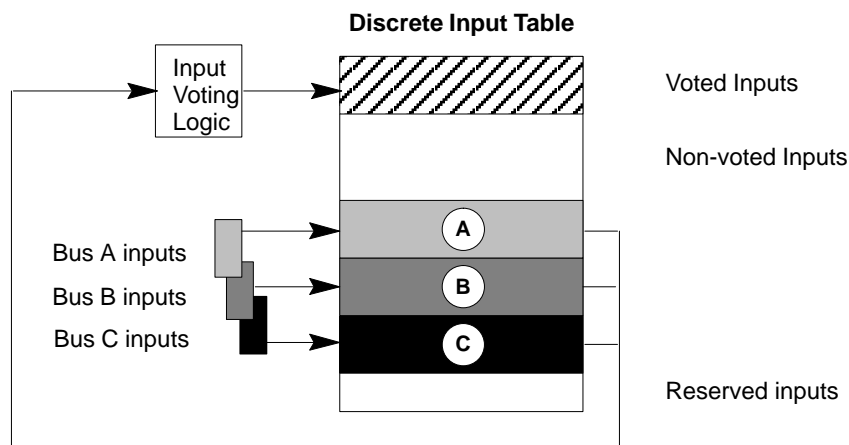 Discrete Input Table
Input
Voting
Logic
Voted Inputs
Non-voted Inputs
A
Bus A inputs
B
Bus B inputs
C
Bus C inputs
Reserved inputs